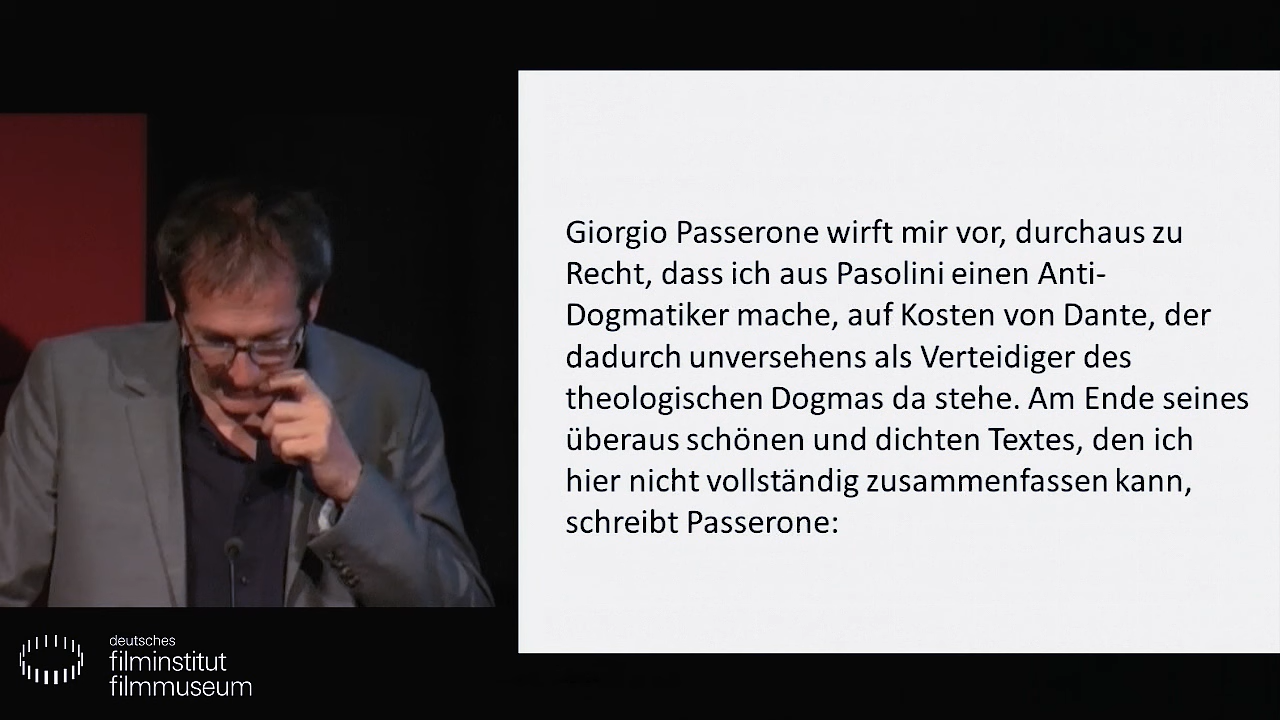 Giorgio Passerone wirft mir vor, durchaus zu
Recht, dass ich aus Pasolini einen Anti-
Dogmatiker mache, auf Kosten von Dante, der
dadurch unversehens als Verteidiger des
theologischen Dogmas da stehe. Am Ende seines
überaus schönen und dichten Textes, den ich
hier nicht vollständig zusammenfassen kann,
schreibt Passerone:
deutsches
filminstitut
filmmuseum